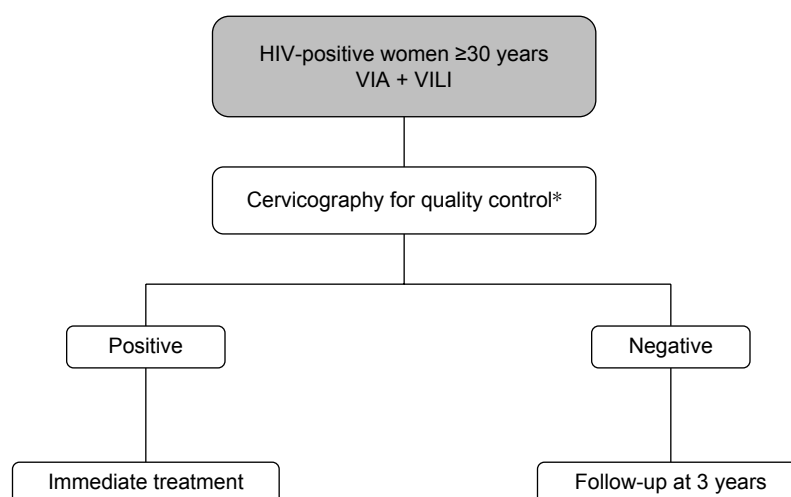 HIV-positive women ≥30 years
VIA + VILI
Cervicography for quality control*
Positive
Negative
Immediate treatment
Follow-up at 3 years